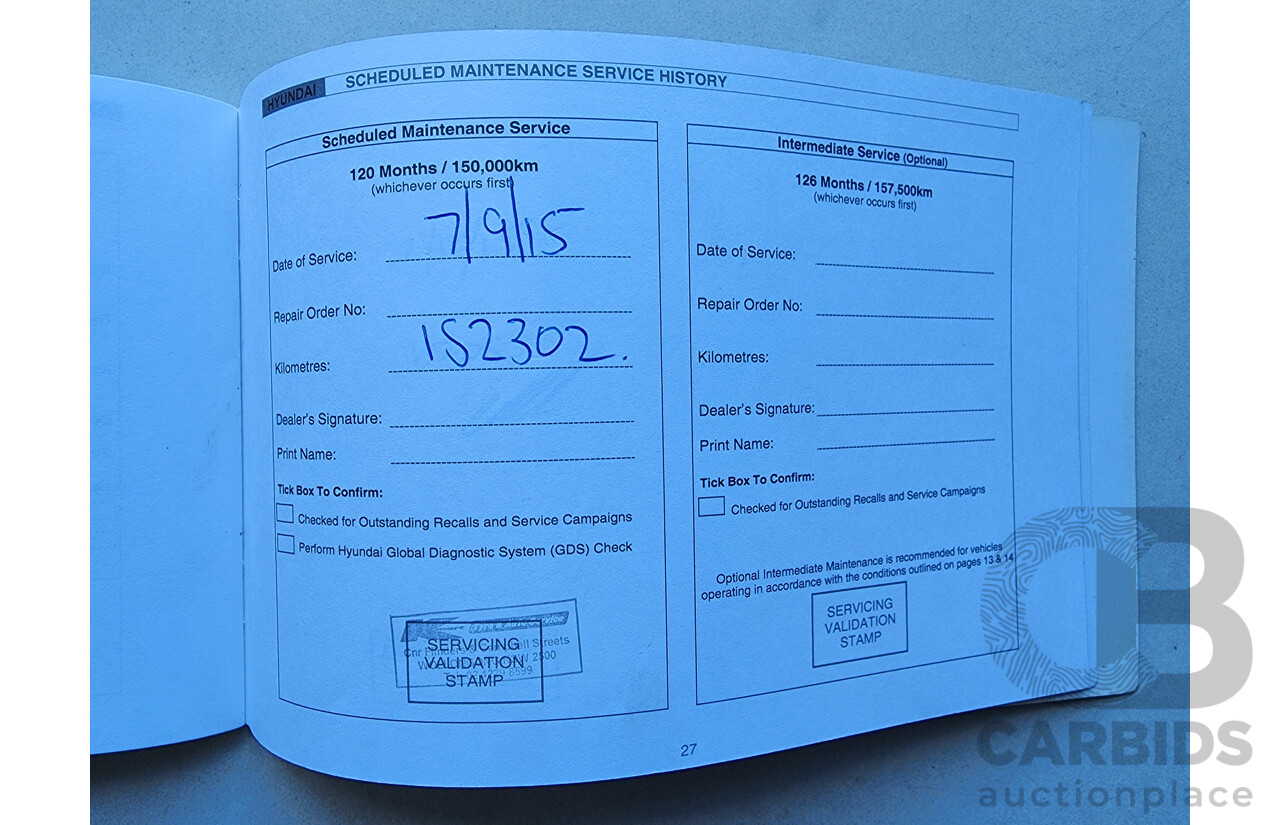 HYUNDAI
SCHEDULED MAINTENANCE SERVICE HISTORY
Scheduled Maintenance Service
120 Months / 150,000km
(whichever occurs first)
7/9/15
Date of Service:
Repair Order No:
152302.
Kilometres:
Dealer's Signature:
Print Name:
Tick Box To Confirm:
Checked for Outstanding Recalls and Service Campaigns
Perform Hyundai Global Diagnostic System (GDS) Check
Cnr Streets
2500
8599
SERVICING
VALIDATION
STAMP
Intermediate Service (Optional)
126 Months / 157,500km
(whichever occurs first)
Date of Service:
Repair Order No:
Kilometres:
Dealer's Signature:
Print Name:
Tick Box To Confirm:
Checked for Outstanding Recalls and Service Campaigns
Optional Intermediate Maintenance is recommended for vehicles
operating in accordance with the conditions outlined on pages 13 & 14
SERVICING
VALIDATION
STAMP
27
CB
CARBIDS
auctionplace